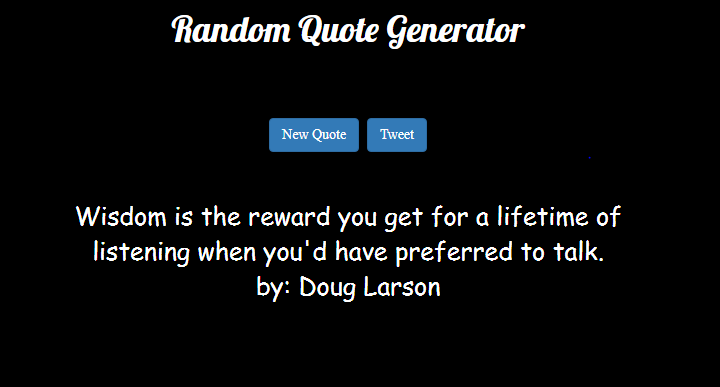 Random Quote Generator
New Quote Tweet
Wisdom is the reward you get for a lifetime of
listening when you'd have preferred to talk.
by: Doug Larson